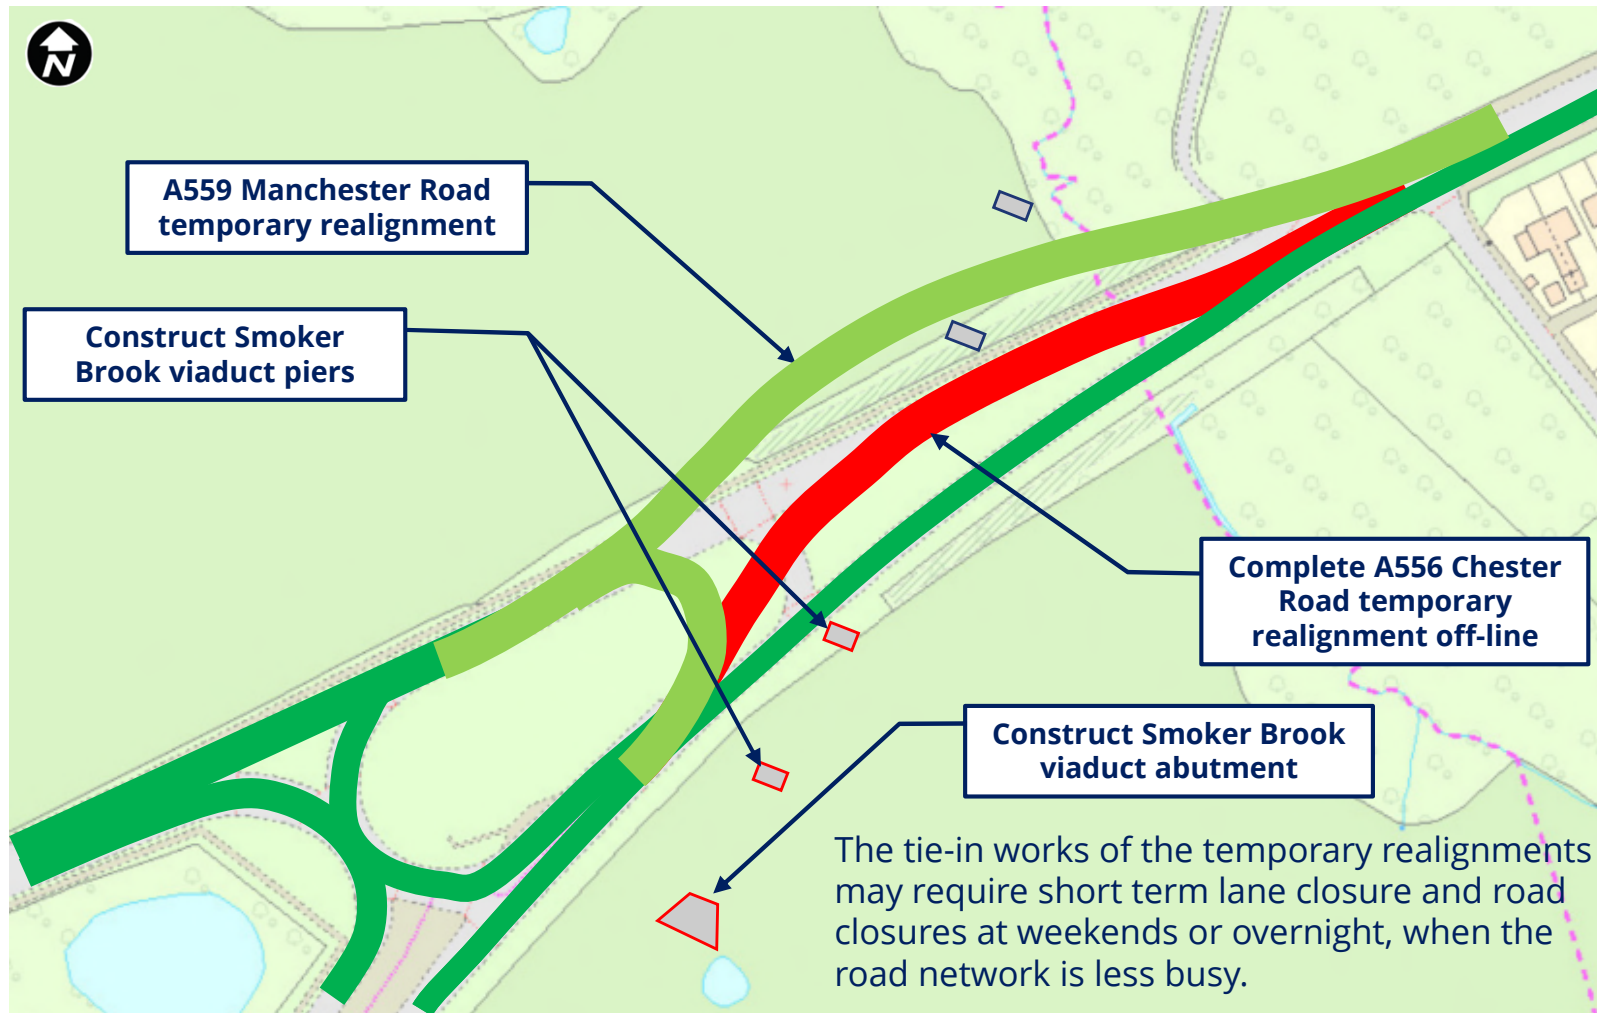 N
A559 Manchester Road
temporary realignment
Construct Smoker
Brook viaduct piers
Complete A556 Chester
Road temporary
realignment off-line
Construct Smoker Brook
viaduct abutment
The tie-in works of the temporary realignments
may require short term lane closure and road
closures at weekends or overnight, when the
road network is less busy.